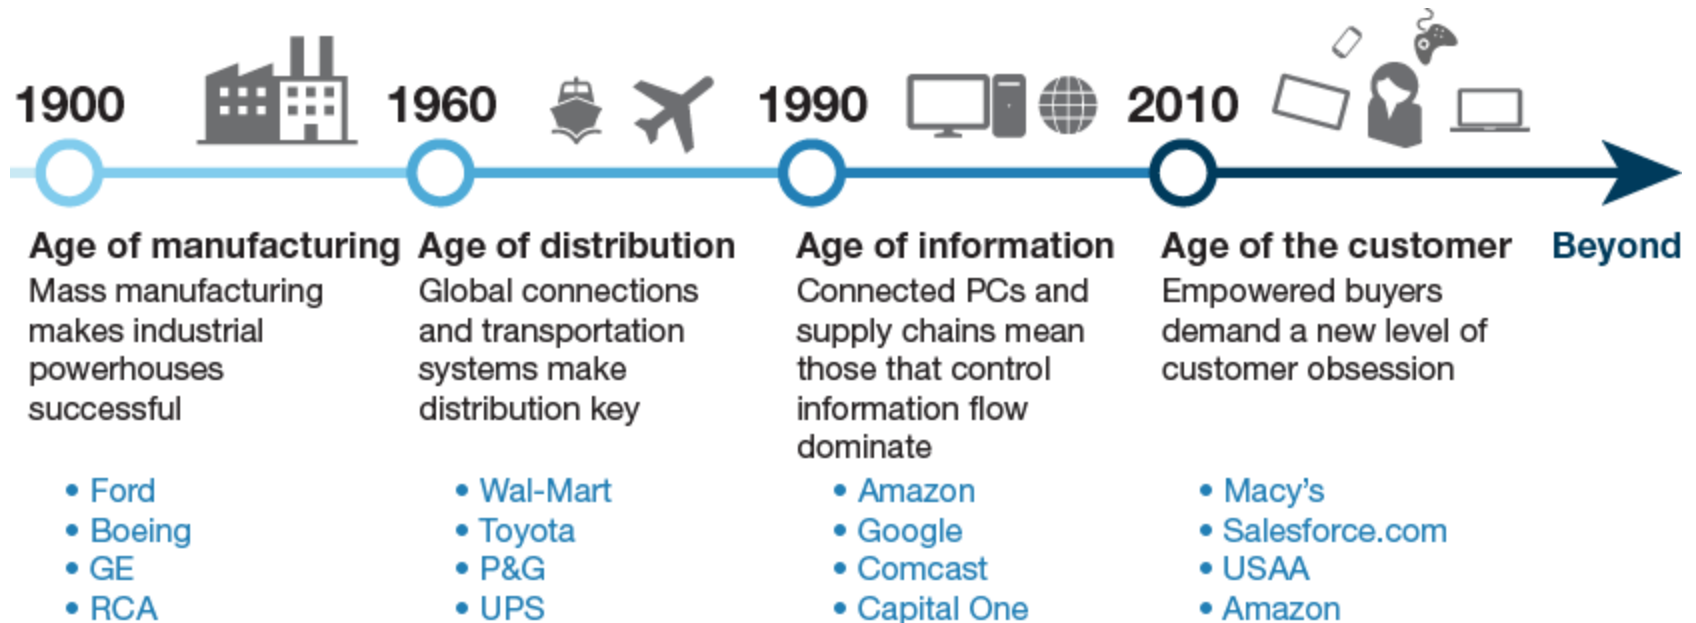 1900
1960
1990
2010
Age of manufacturing
Mass manufacturing
makes industrial
powerhouses
successful
• Ford
• Boeing
• GE
• RCA
Age of distribution
Global connections
and transportation
systems make
distribution key
• Wal-Mart
• Toyota
• P&G
• UPS
Age of information
Connected PCs and
supply chains mean
those that control
information flow
dominate
• Amazon
• Google
• Comcast
• Capital One
Age of the customer
Empowered buyers
demand a new level of
customer obsession
• Macy’s
• Salesforce.com
• USAA
• Amazon
Beyond